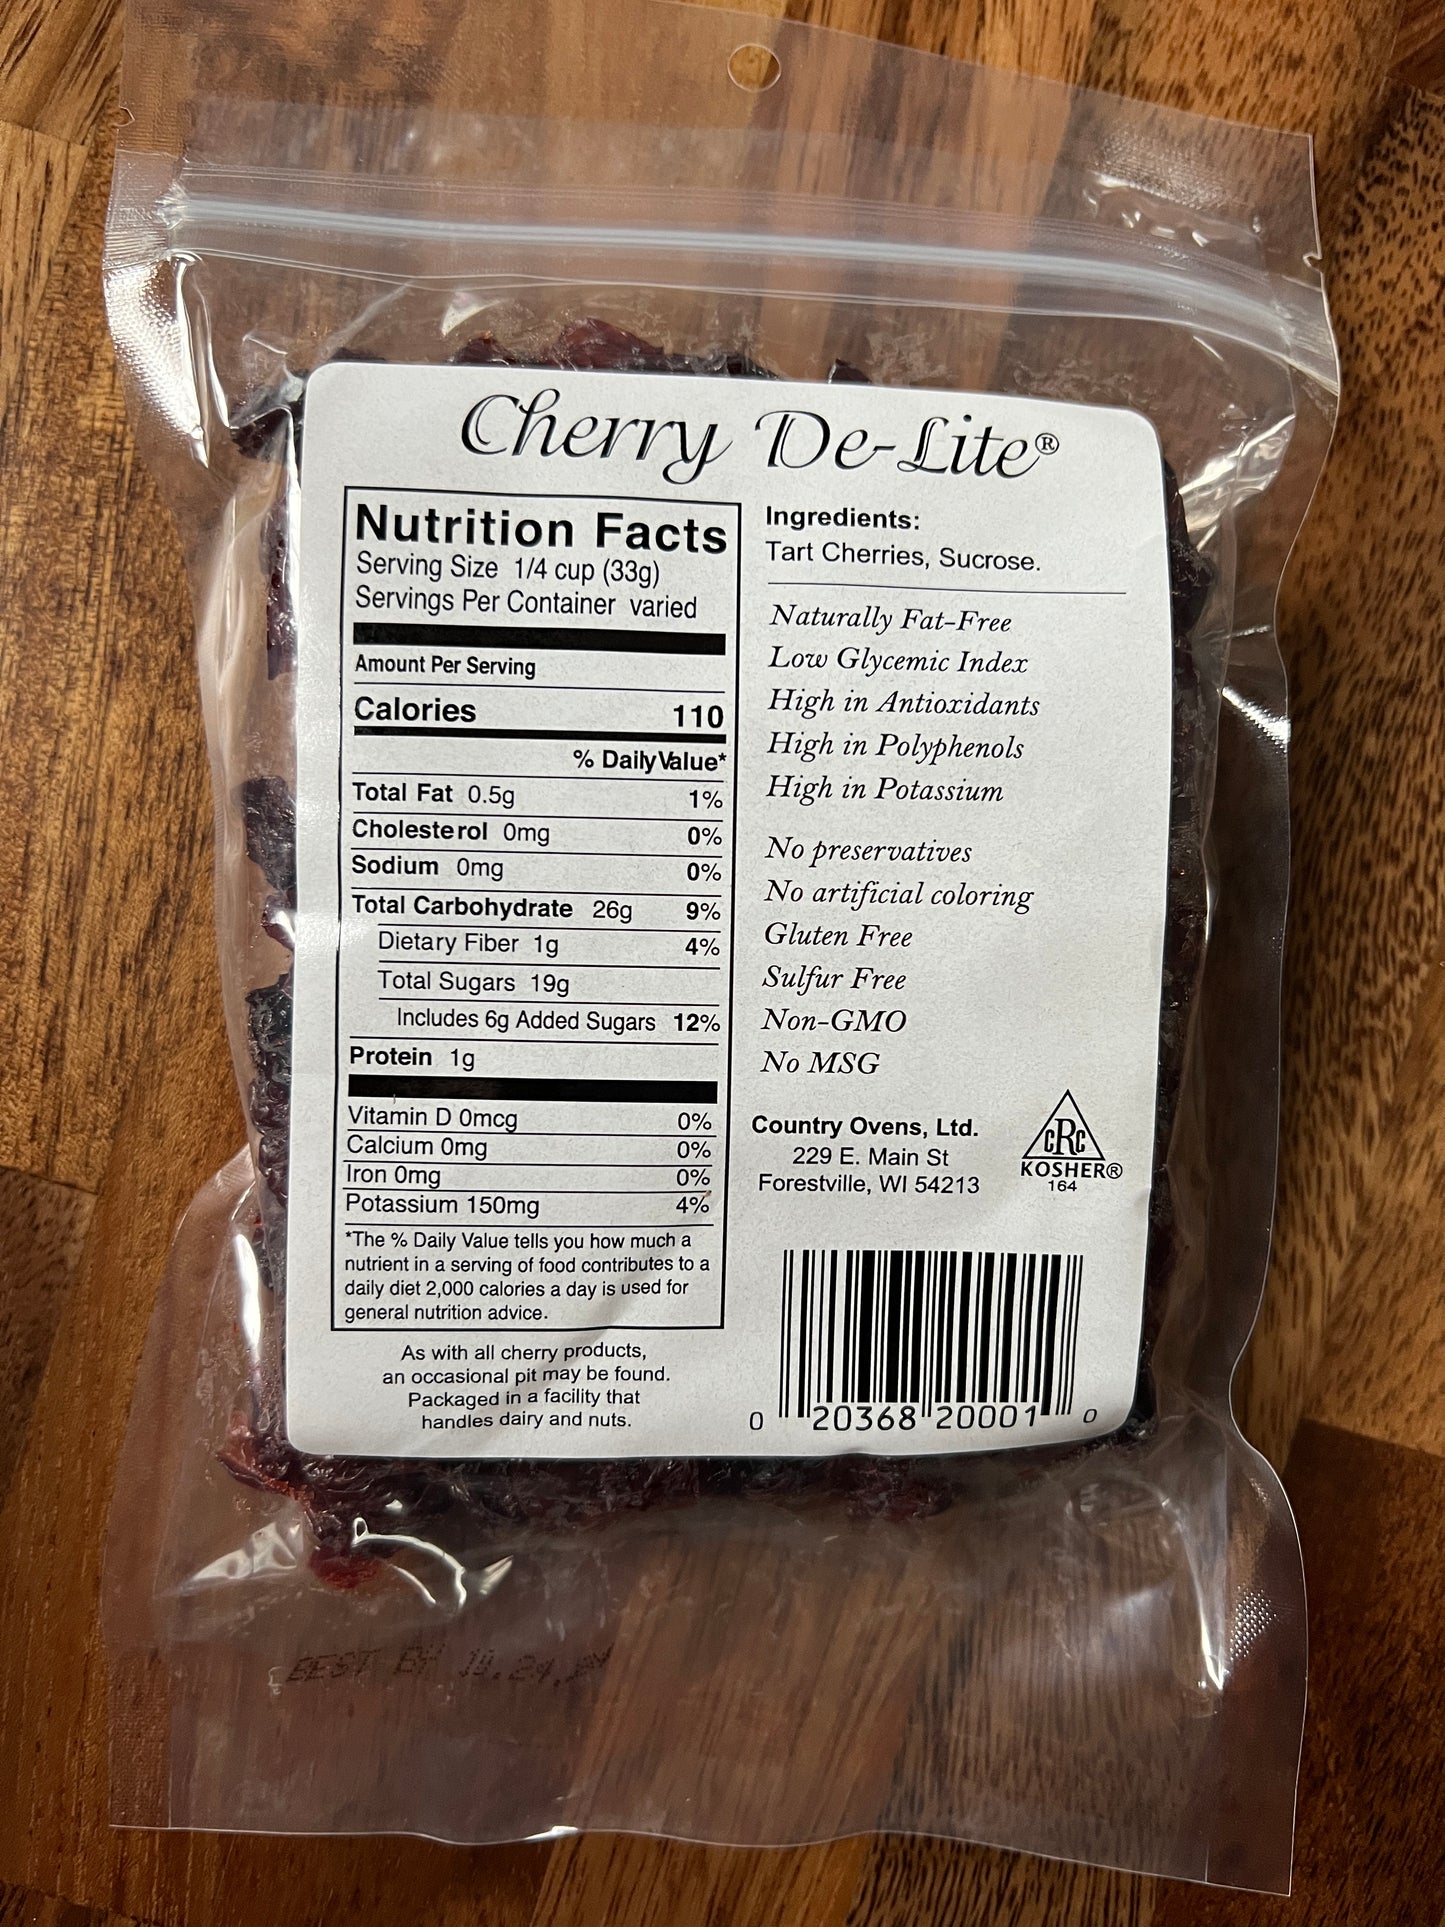 Cherry De-Lite®
Nutrition Facts
Serving Size 1/4 cup (33g)
Servings Per Container varied
Amount Per Serving
Calories 110
% Daily Value*
Total Fat 0.5g 1%
Cholesterol 0mg 0%
Sodium 0mg 0%
Total Carbohydrate 26g 9%
Dietary Fiber 1g 4%
Total Sugars 19g
Includes 6g Added Sugars 12%
Protein 1g
Vitamin D 0mcg 0%
Calcium 0mg 0%
Iron 0mg 0%
Potassium 150mg 4%
*The % Daily Value tells you how much a
nutrient in a serving of food contributes to a
daily diet 2,000 calories a day is used for
general nutrition advice.
As with all cherry products,
an occasional pit may be found.
Packaged in a facility that
handles dairy and nuts.
Ingredients:
Tart Cherries, Sucrose.
Naturally Fat-Free
Low Glycemic Index
High in Antioxidants
High in Polyphenols
High in Potassium
No preservatives
No artificial coloring
Gluten Free
Sulfur Free
Non-GMO
No MSG
Country Ovens, Ltd.
229 E. Main St
Forestville, WI 54213
cRc
KOSHER®
164
0 20368 20001 0
BEST BY